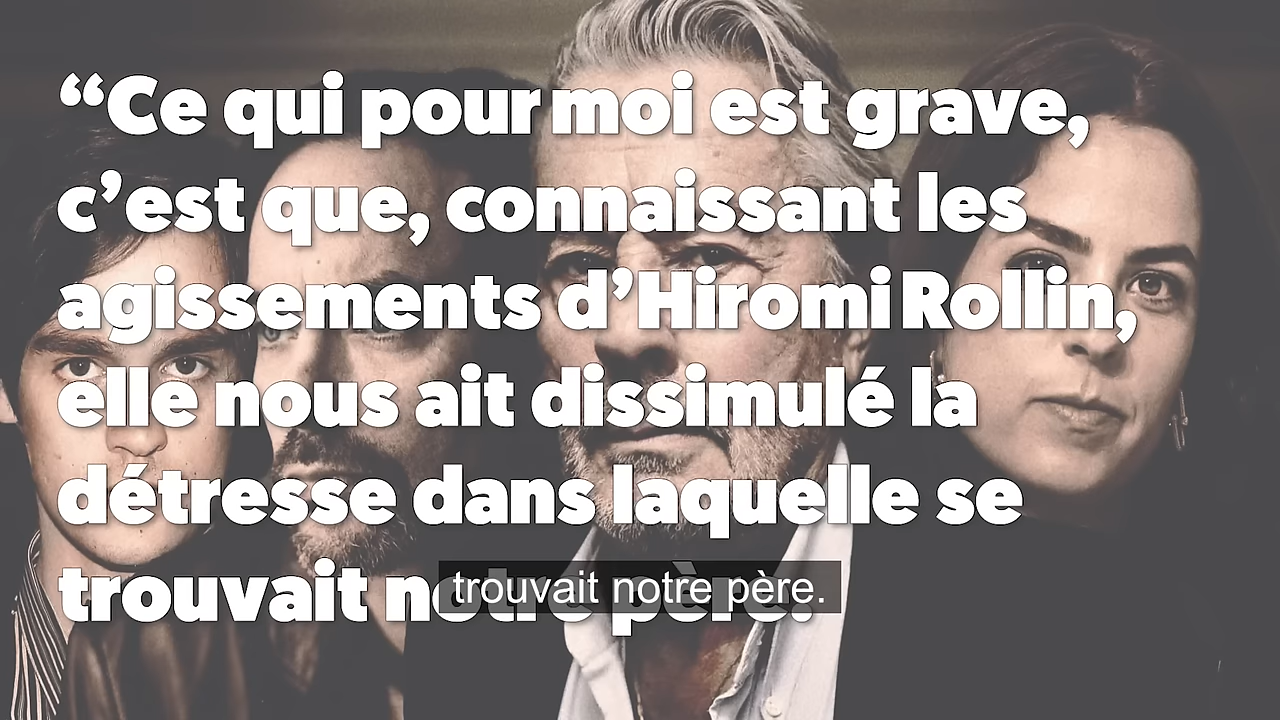 “Ce qui pour moi est grave,
c’est que, connaissant les
agissements d’Hiromi Rollin,
elle nous ait dissimulé la
détresse dans laquelle se
trouvait notre père.
trouvait notre père.